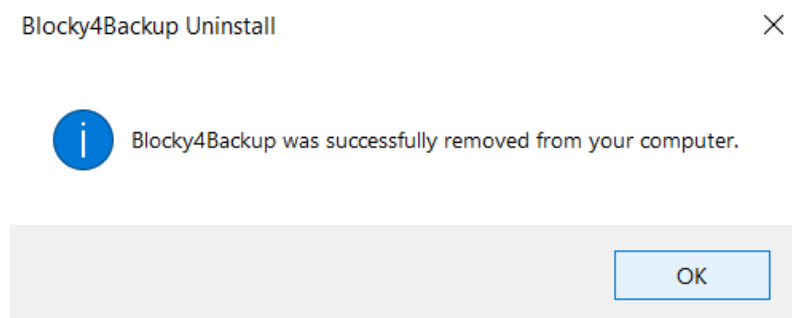 Blocky4Backup Uninstall
Blocky4Backup was successfully removed from your computer.
OK